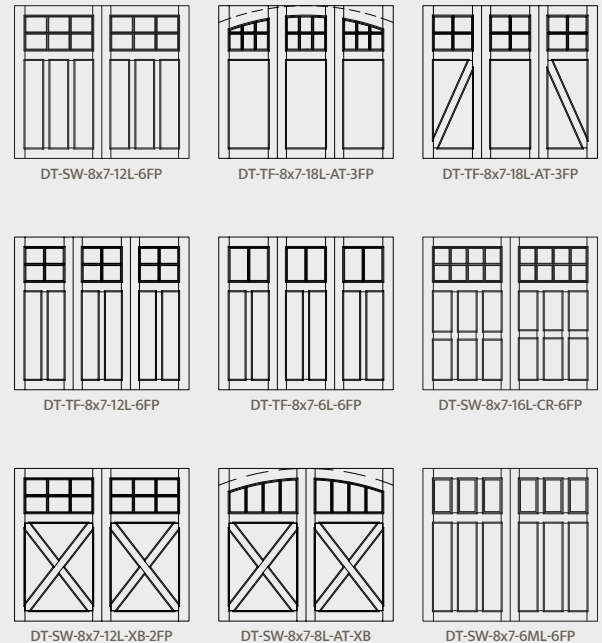 DT-SW-8x7-12L-6FP
DT-TF-8x7-18L-AT-3FP
DT-TF-8x7-18L-AT-3FP
DT-TF-8x7-12L-6FP
DT-TF-8x7-6L-6FP
DT-SW-8x7-16L-CR-6FP
DT-SW-8x7-12L-XB-2FP
DT-SW-8x7-8L-AT-XB
DT-SW-8x7-6ML-6FP